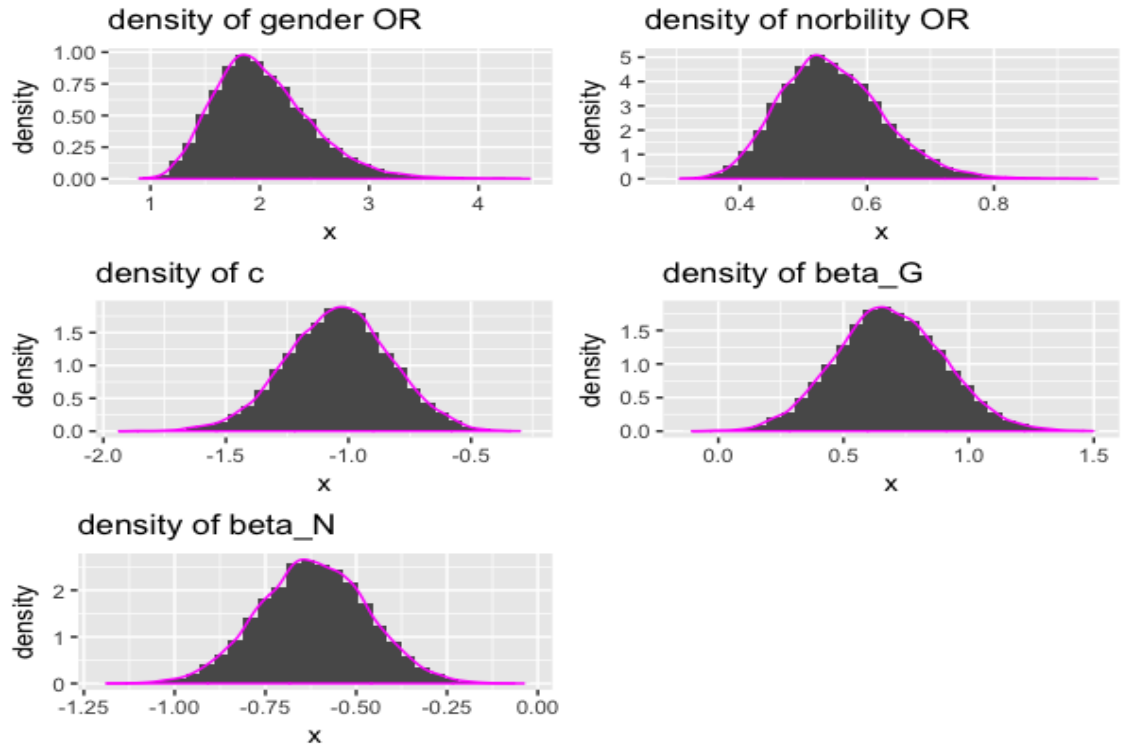 density of gender OR
density
1.00
0.75
0.50
0.25
0.00
1 2 3 4
x
density of norbility OR
density
5
4
3
2
1
0
0.4 0.6 0.8
x
density of c
density
1.5
1.0
0.5
0.0
-2.0 -1.5 -1.0 -0.5
x
density of beta_G
density
1.5
1.0
0.5
0.0
0.0 0.5 1.0 1.5
x
density of beta_N
density
2
1
0
-1.25 -1.00 -0.75 -0.50 -0.25 0.00
x